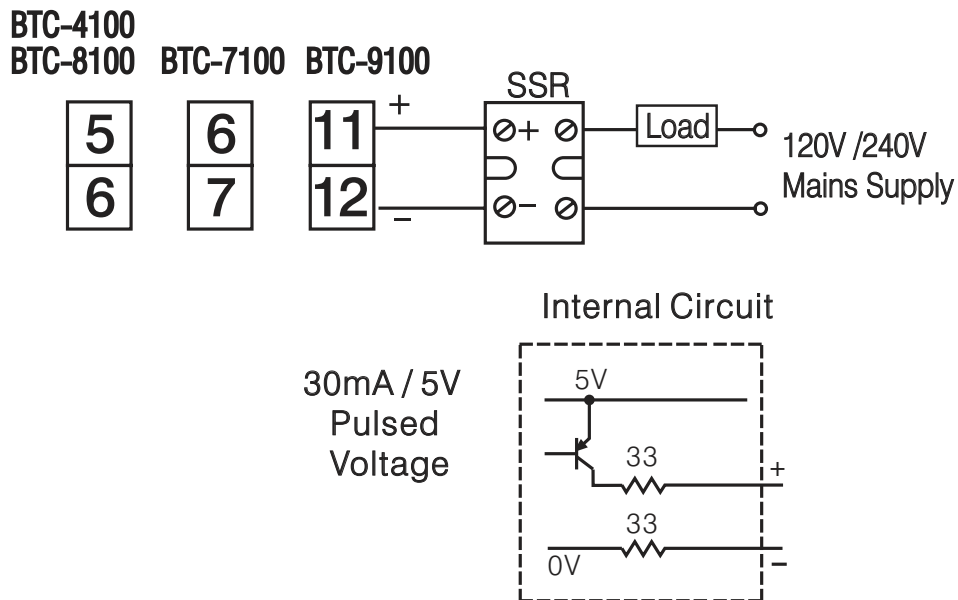 BTC-4100
BTC-8100 BTC-7100 BTC-9100
SSR
5 6 11 + + Load
6 7 12 – –
120V /240V
Mains Supply
Internal Circuit
30mA / 5V
Pulsed
Voltage
5V
33
+
33
0V
–